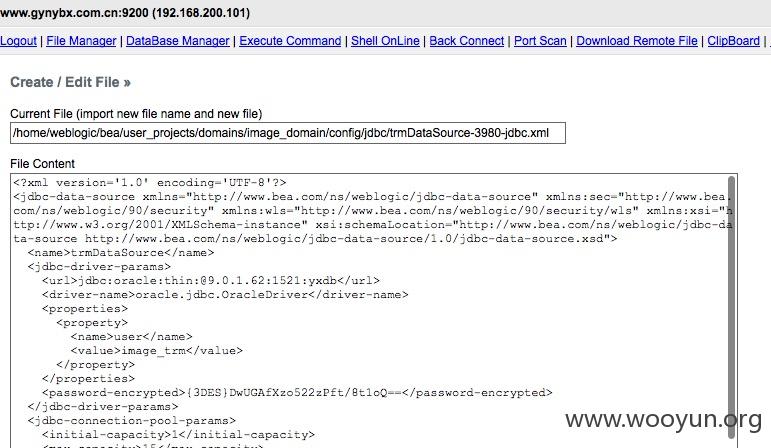 www.gynybx.com.cn:9200 (192.168.200.101)
Logout | File Manager | DataBase Manager | Execute Command | Shell OnLine | Back Connect | Port Scan | Download Remote File | ClipBoard |
Create / Edit File »
Current File (import new file name and new file)
/home/weblogic/bea/user_projects/domains/image_domain/config/jdbc/trmDataSource-3980-jdbc.xml
File Content
<?xml version='1.0' encoding='UTF-8'?>
<jdbc-data-source xmlns="http://www.bea.com/ns/weblogic/jdbc-data-source" xmlns:sec="http://www.bea.
com/ns/weblogic/90/security" xmlns:wls="http://www.bea.com/ns/weblogic/90/security/wls" xmlns:xsi="h
ttp://www.w3.org/2001/XMLSchema-instance" xsi:schemaLocation="http://www.bea.com/ns/weblogic/jdbc-da
ta-source http://www.bea.com/ns/weblogic/jdbc-data-source/1.0/jdbc-data-source.xsd">
<name>trmDataSource</name>
<jdbc-driver-params>
<url>jdbc:oracle:thin:@9.0.1.62:1521:yxdb</url>
<driver-name>oracle.jdbc.OracleDriver</driver-name>
<properties>
<property>
<name>user</name>
<value>image_trm</value>
</property>
</properties>
<password-encrypted>{3DES}DwUGAfXzo522zPft/8t1oQ==</password-encrypted>
</jdbc-driver-params>
<jdbc-connection-pool-params>
<initial-capacity>1</initial-capacity>
<max-capacity>15</max-capacity>
www.wooyun.org